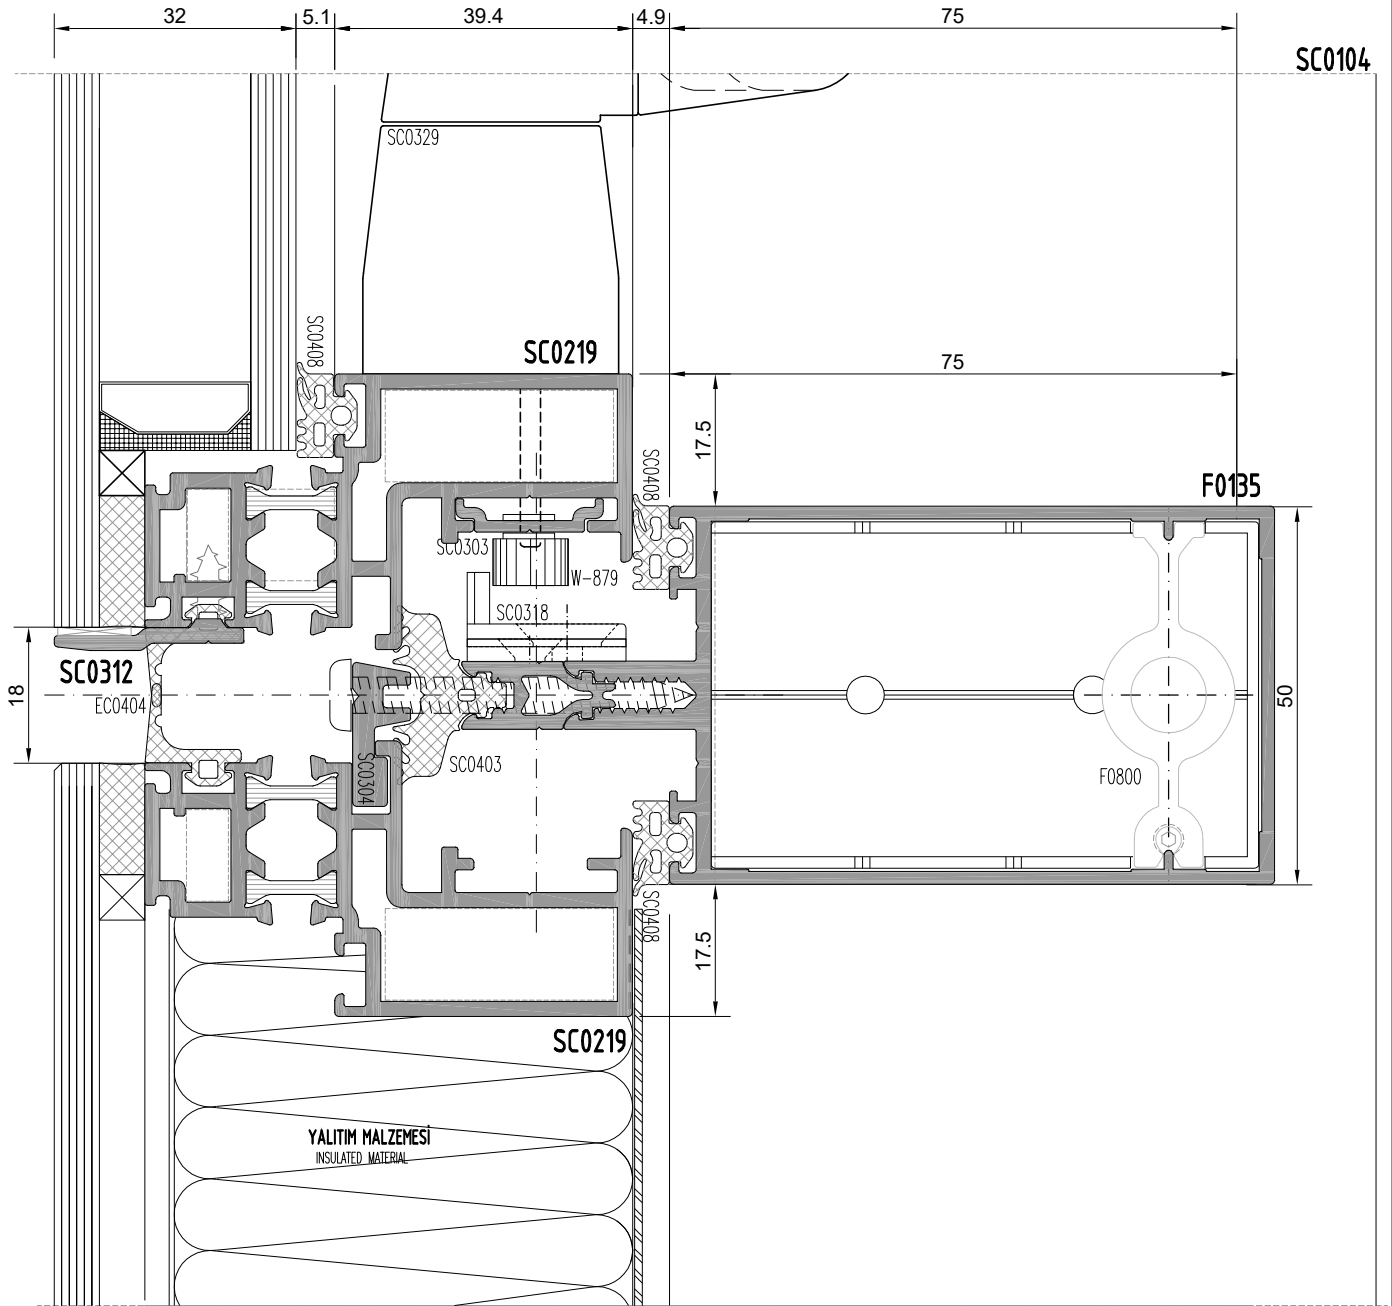 32
5.1
39.4
4.9
75
SC0104
SC0329
SC0408
SC0219
75
17.5
SC0408
F0135
SC0303
W-879
SC0318
SC0312
18
EC0404
50
SC0304
SC0403
F0800
SC0408
17.5
SC0219
YALITIM MALZEMESİ
INSULATED MATERIAL